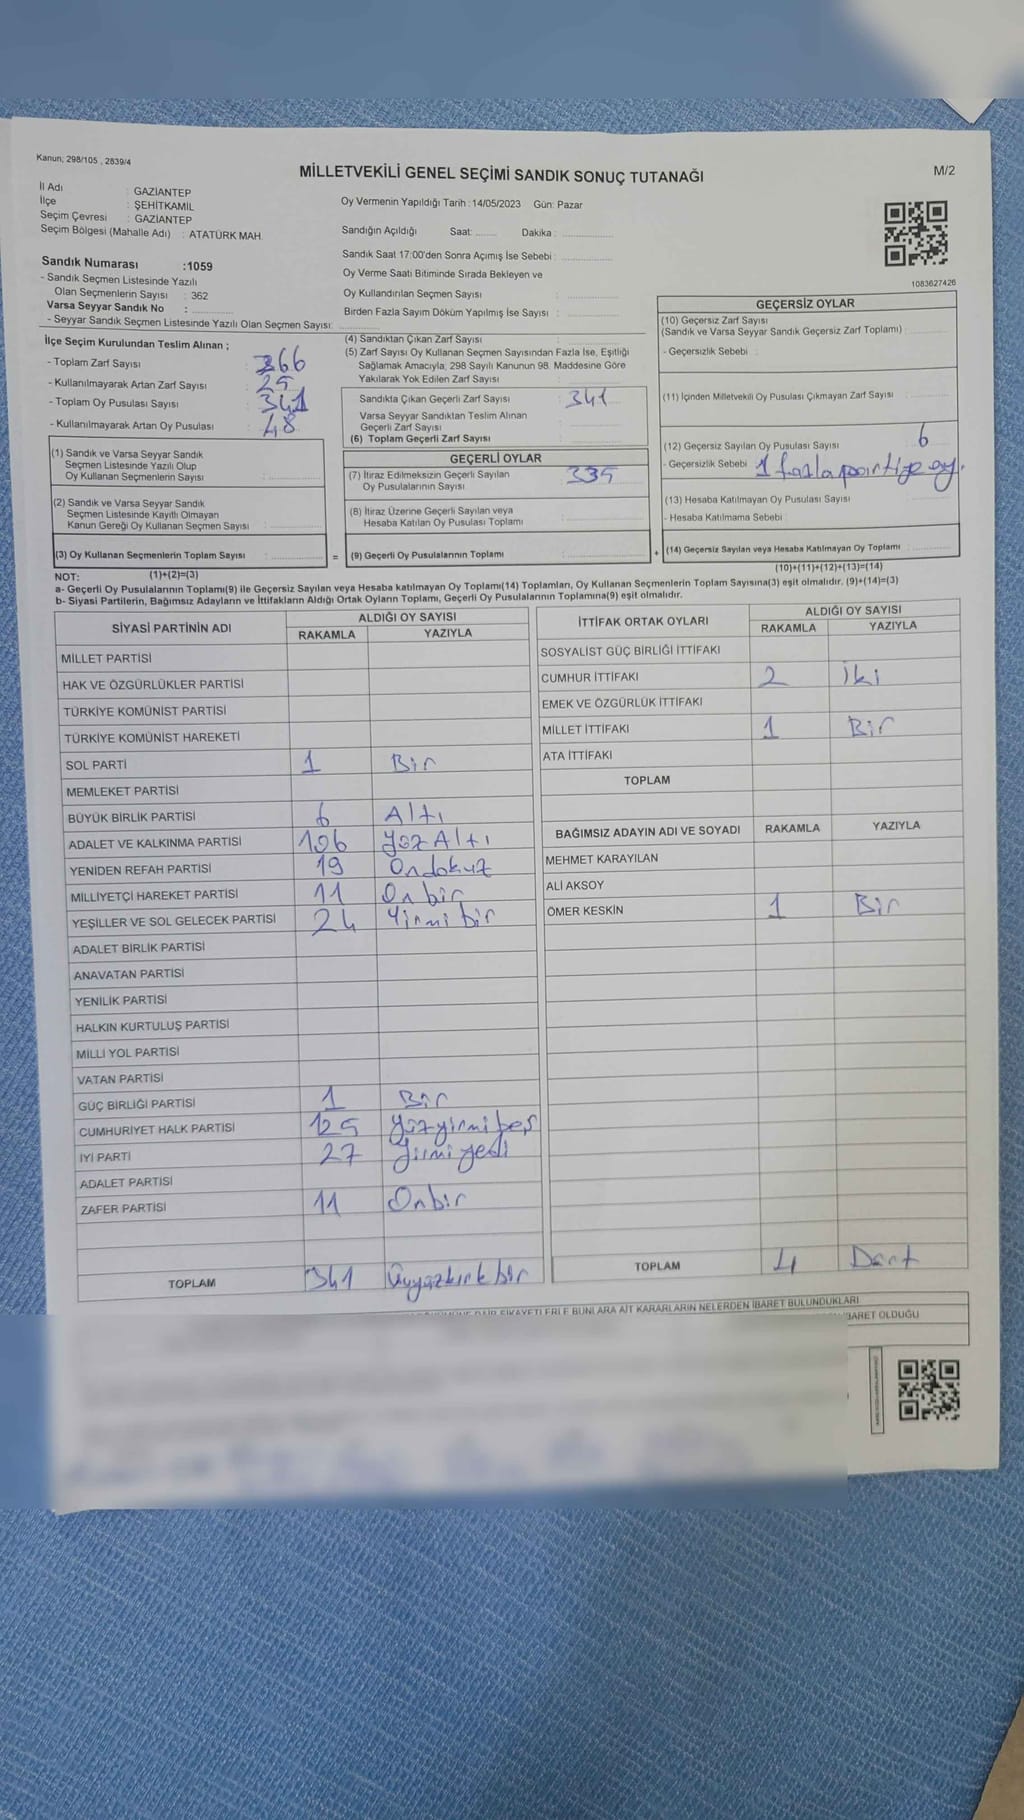 Kanun; 298/105 , 2839/4
MİLLETVEKİLİ GENEL SEÇİMİ SANDIK SONUÇ TUTANAĞI
M/2
İl Adı : GAZİANTEP
İlçe : ŞEHİTKAMİL
Seçim Çevresi : GAZİANTEP
Seçim Bölgesi (Mahalle Adı) : ATATÜRK MAH.
Oy Vermenin Yapıldığı Tarih : 14/05/2023 Gün: Pazar
Sandığın Açıldığı Saat: ........ Dakika : ................
Sandık Saat 17:00'den Sonra Açımış İse Sebebi : ................
Oy Verme Saati Bitiminde Sırada Bekleyen ve
Oy Kullandırılan Seçmen Sayısı : ................
Birden Fazla Sayım Döküm Yapılmış İse Sayısı : ................
1083627426
Sandık Numarası :1059
- Sandık Seçmen Listesinde Yazılı
Olan Seçmenlerin Sayısı : 362
Varsa Seyyar Sandık No :
- Seyyar Sandık Seçmen Listesinde Yazılı Olan Seçmen Sayısı: ................
İlçe Seçim Kurulundan Teslim Alınan ;
- Toplam Zarf Sayısı : 366
- Kullanılmayarak Artan Zarf Sayısı : 25
- Toplam Oy Pusulası Sayısı : 341
- Kullanılmayarak Artan Oy Pusulası : 48
(1) Sandık ve Varsa Seyyar Sandık
Seçmen Listesinde Yazılı Olup
Oy Kullanan Seçmenlerin Sayısı : ................
(2) Sandık ve Varsa Seyyar Sandık
Seçmen Listesinde Kayıtlı Olmayan
Kanun Gereği Oy Kullanan Seçmen Sayısı : ................
(3) Oy Kullanan Seçmenlerin Toplam Sayısı : ................
(1)+(2)=(3)
(4) Sandıktan Çıkan Zarf Sayısı : ................
(5) Zarf Sayısı Oy Kullanan Seçmen Sayısından Fazla İse, Eşitliği
Sağlamak Amacıyla; 298 Sayılı Kanunun 98. Maddesine Göre
Yakılarak Yok Edilen Zarf Sayısı : ................
Sandıkta Çıkan Geçerli Zarf Sayısı : 341
Varsa Seyyar Sandıktan Teslim Alınan
Geçerli Zarf Sayısı : ................
(6) Toplam Geçerli Zarf Sayısı : ................
GEÇERLİ OYLAR
(7) İtiraz Edilmeksizin Geçerli Sayılan
Oy Pusulalarının Sayısı : 335
(8) İtiraz Üzerine Geçerli Sayılan veya
Hesaba Katılan Oy Pusulası Toplamı : ................
= (9) Geçerli Oy Pusulalarının Toplamı : ................ +
GEÇERSİZ OYLAR
(10) Geçersiz Zarf Sayısı
(Sandık ve Varsa Seyyar Sandık Geçersiz Zarf Toplamı) : ................
- Geçersizlik Sebebi :
(11) İçinden Milletvekili Oy Pusulası Çıkmayan Zarf Sayısı : ................
(12) Geçersiz Sayılan Oy Pusulası Sayısı : 6
- Geçersizlik Sebebi : 1 fazla partiye oy.
(13) Hesaba Katılmayan Oy Pusulası Sayısı : ................
- Hesaba Katılmama Sebebi :
(14) Geçersiz Sayılan veya Hesaba Katılmayan Oy Toplamı : ................
(10)+(11)+(12)+(13)=(14)
NOT:
a- Geçerli Oy Pusulalarının Toplamı(9) ile Geçersiz Sayılan veya Hesaba katılmayan Oy Toplamı(14) Toplamları, Oy Kullanan Seçmenlerin Toplam Sayısına(3) eşit olmalıdır. (9)+(14)=(3)
b- Siyasi Partilerin, Bağımsız Adayların ve İttifakların Aldığı Ortak Oyların Toplamı, Geçerli Oy Pusulalarının Toplamına(9) eşit olmalıdır.
SİYASİ PARTİNİN ADI ALDIĞI OY SAYISI
RAKAMLA YAZIYLA
MİLLET PARTİSİ
HAK VE ÖZGÜRLÜKLER PARTİSİ
TÜRKİYE KOMÜNİST PARTİSİ
TÜRKİYE KOMÜNİST HAREKETİ
SOL PARTİ 1 Bir
MEMLEKET PARTİSİ
BÜYÜK BİRLİK PARTİSİ 6 Altı
ADALET VE KALKINMA PARTİSİ 106 yüz Altı
YENİDEN REFAH PARTİSİ 19 Ondokuz
MİLLİYETÇİ HAREKET PARTİSİ 11 On bir
YEŞİLLER VE SOL GELECEK PARTİSİ 24 Yirmi bir
ADALET BİRLİK PARTİSİ
ANAVATAN PARTİSİ
YENİLİK PARTİSİ
HALKIN KURTULUŞ PARTİSİ
MİLLİ YOL PARTİSİ
VATAN PARTİSİ
GÜÇ BİRLİĞİ PARTİSİ 1 Bir
CUMHURİYET HALK PARTİSİ 125 yüzyirmi beş
İYİ PARTİ 27 yirmi yedi
ADALET PARTİSİ
ZAFER PARTİSİ 11 Onbir
TOPLAM 341 Üçyüzkırk bir
İTTİFAK ORTAK OYLARI ALDIĞI OY SAYISI
RAKAMLA YAZIYLA
SOSYALİST GÜÇ BİRLİĞİ İTTİFAKI
CUMHUR İTTİFAKI 2 iki
EMEK VE ÖZGÜRLÜK İTTİFAKI
MİLLET İTTİFAKI 1 Bir
ATA İTTİFAKI
TOPLAM
BAĞIMSIZ ADAYIN ADI VE SOYADI RAKAMLA YAZIYLA
MEHMET KARAYILAN
ALİ AKSOY
ÖMER KESKİN 1 Bir
TOPLAM 4 Dört
ŞİKAYETLERLE BUNLARA AİT KARARLARIN NELERDEN İBARET BULUNDUKLARI
İBARET OLDUĞU